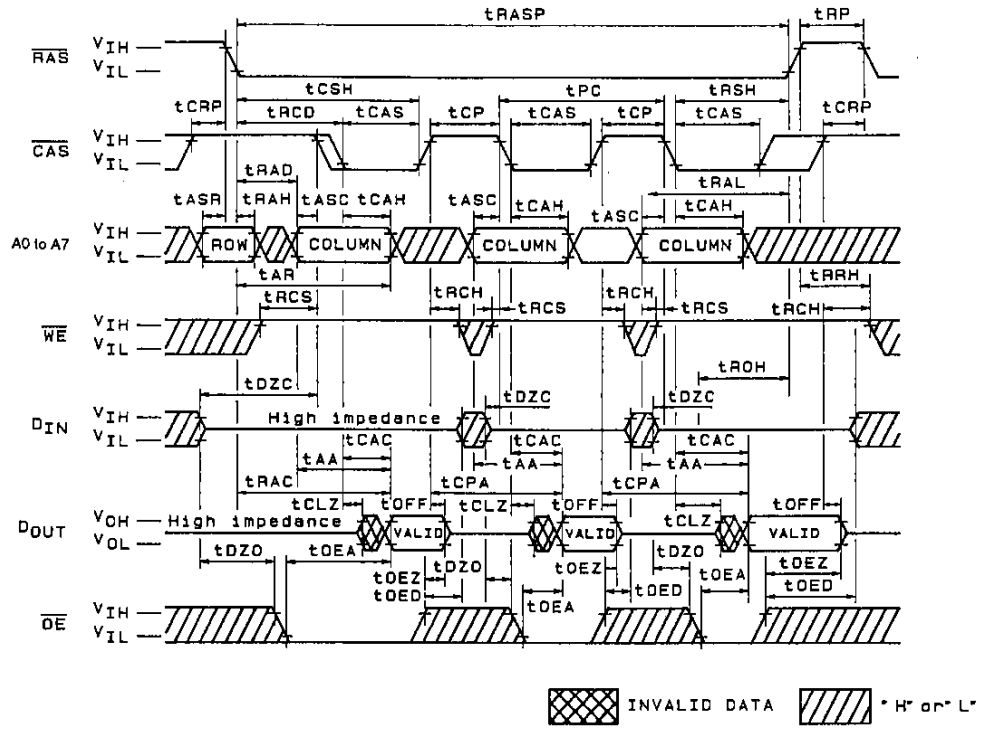 tRASP tRP
RAS VIH
VIL
tCSH tPC tRSH
tCRP tRCD tCAS tCP tCAS tCP tCAS tCRP
CAS VIH
VIL
tRAD tRAL
tASR tRAH tASC tCAH tASC tCAH tASC tCAH
A0 to A7 VIH
VIL
ROW COLUMN COLUMN COLUMN
tAR tRRH
tRCS tRCH tRCS tRCH tRCS tRCH
WE VIH
VIL
tROH
tDZC tDZC tDZC
DIN VIH
VIL
High impedance
tCAC tCAC tCAC
tAA tAA tAA
tRAC tCPA tCPA
tCLZ tOFF tCLZ tOFF tCLZ tOFF
DOUT VOH
VOL
High impedance VALID VALID VALID
tDZO tOEA tOEZ tDZO tOEZ tDZO tOEA tOEZ
tOED tOEA tOED tOED
OE VIH
VIL
INVALID DATA "H" or "L"